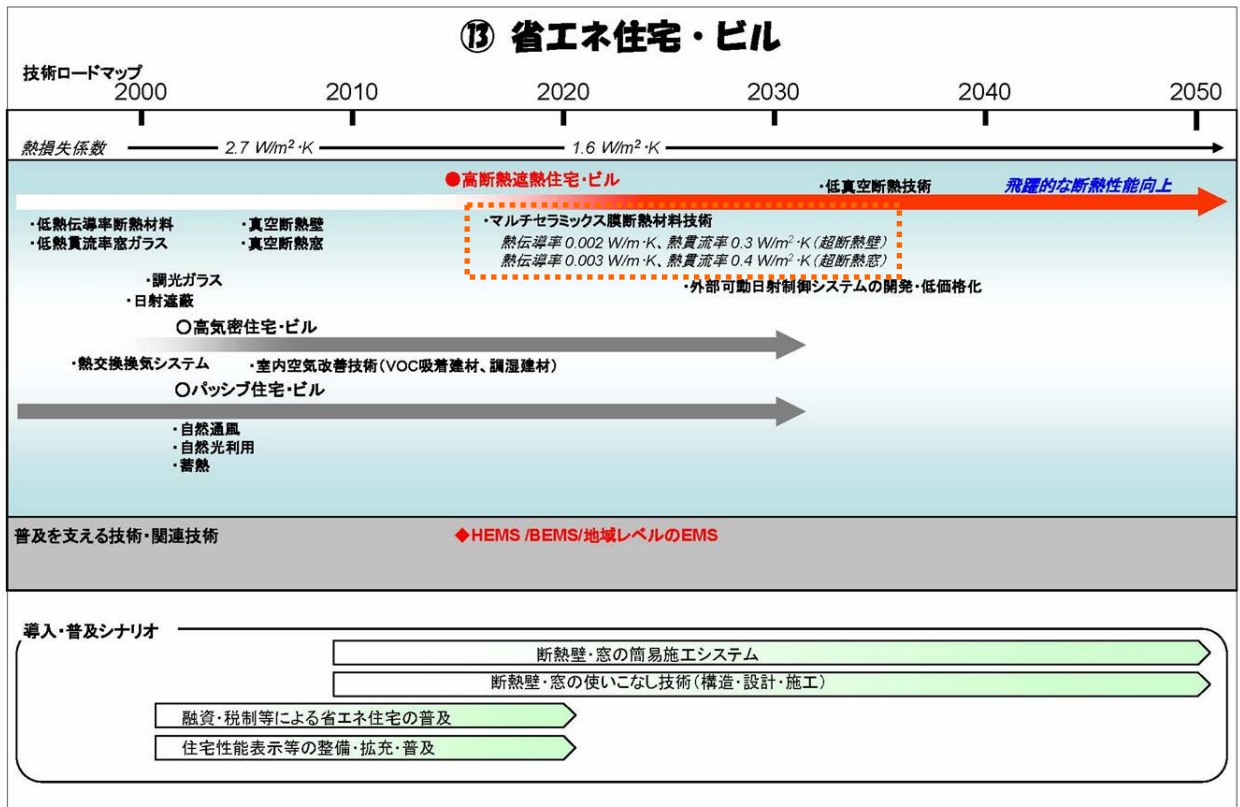 ⑬ 省エネ住宅・ビル
技術ロードマップ
2000 2010 2020 2030 2040 2050
熱損失係数 2.7 W/m²・K 1.6 W/m²・K
●高断熱遮熱住宅・ビル
・低真空断熱技術
飛躍的な断熱性能向上
・低熱伝導率断熱材料
・低熱貫流率窓ガラス
・真空断熱壁
・真空断熱窓
・マルチセラミックス膜断熱材料技術
熱伝導率 0.002 W/m・K、熱貫流率 0.3 W/m²・K（超断熱壁）
熱伝導率 0.003 W/m・K、熱貫流率 0.4 W/m²・K（超断熱窓）
・調光ガラス
・日射遮蔽
・外部可動日射制御システムの開発・低価格化
○高気密住宅・ビル
・熱交換換気システム
・室内空気改善技術（VOC吸着建材、調湿建材）
○パッシブ住宅・ビル
・自然通風
・自然光利用
・蓄熱
普及を支える技術・関連技術
◆HEMS /BEMS/地域レベルのEMS
導入・普及シナリオ
断熱壁・窓の簡易施工システム
断熱壁・窓の使いこなし技術（構造・設計・施工）
融資・税制等による省エネ住宅の普及
住宅性能表示等の整備・拡充・普及